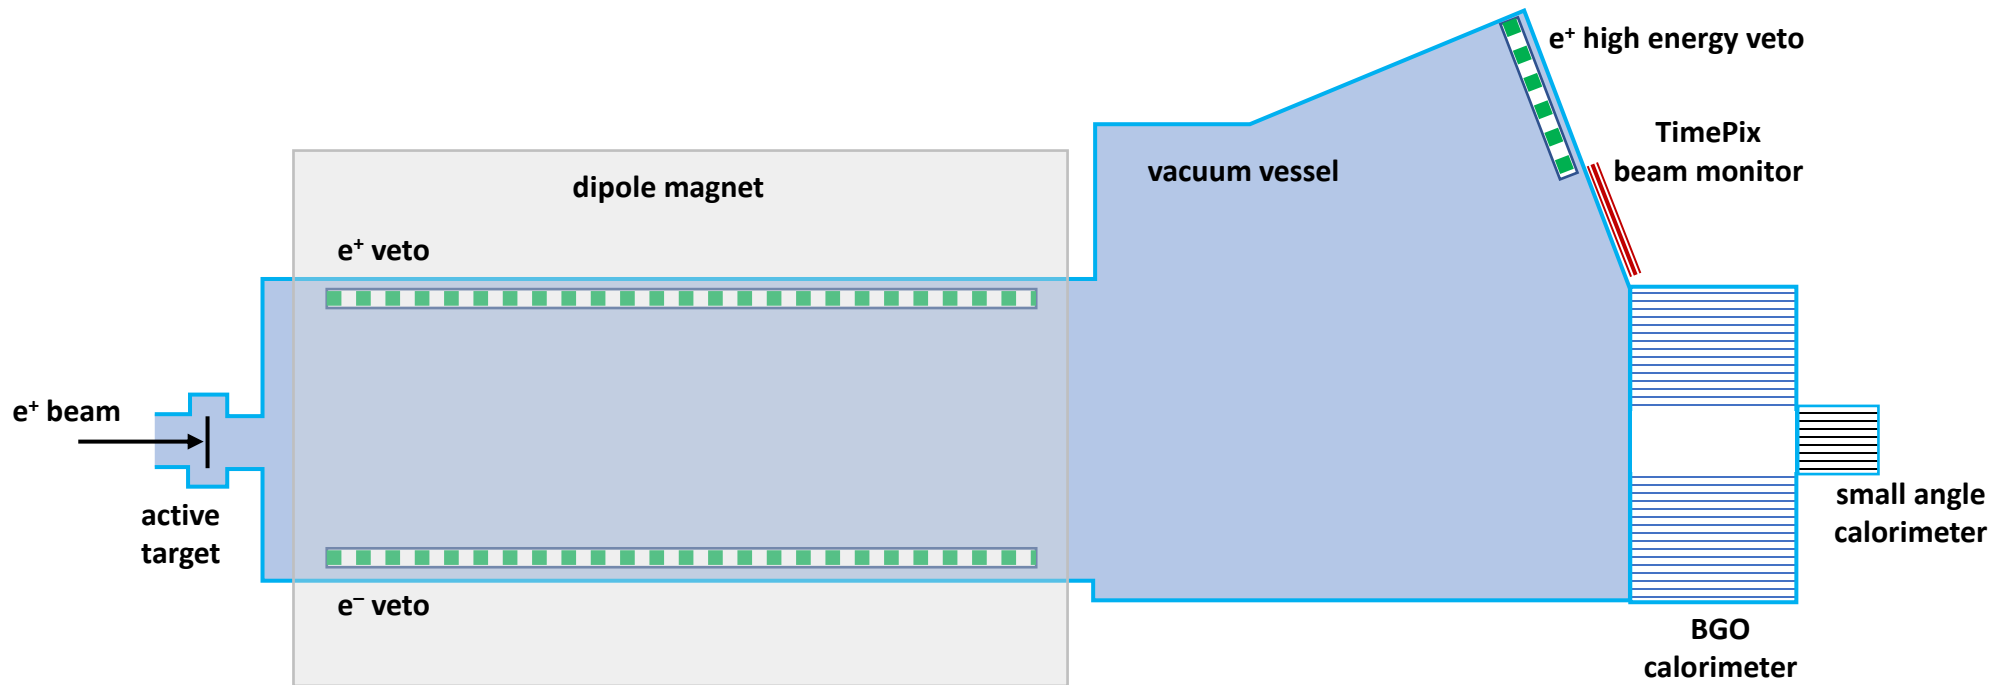 e⁺ high energy veto
TimePix
beam monitor
dipole magnet
vacuum vessel
e⁺ veto
e⁺ beam
active
target
e⁻ veto
small angle
calorimeter
BGO
calorimeter